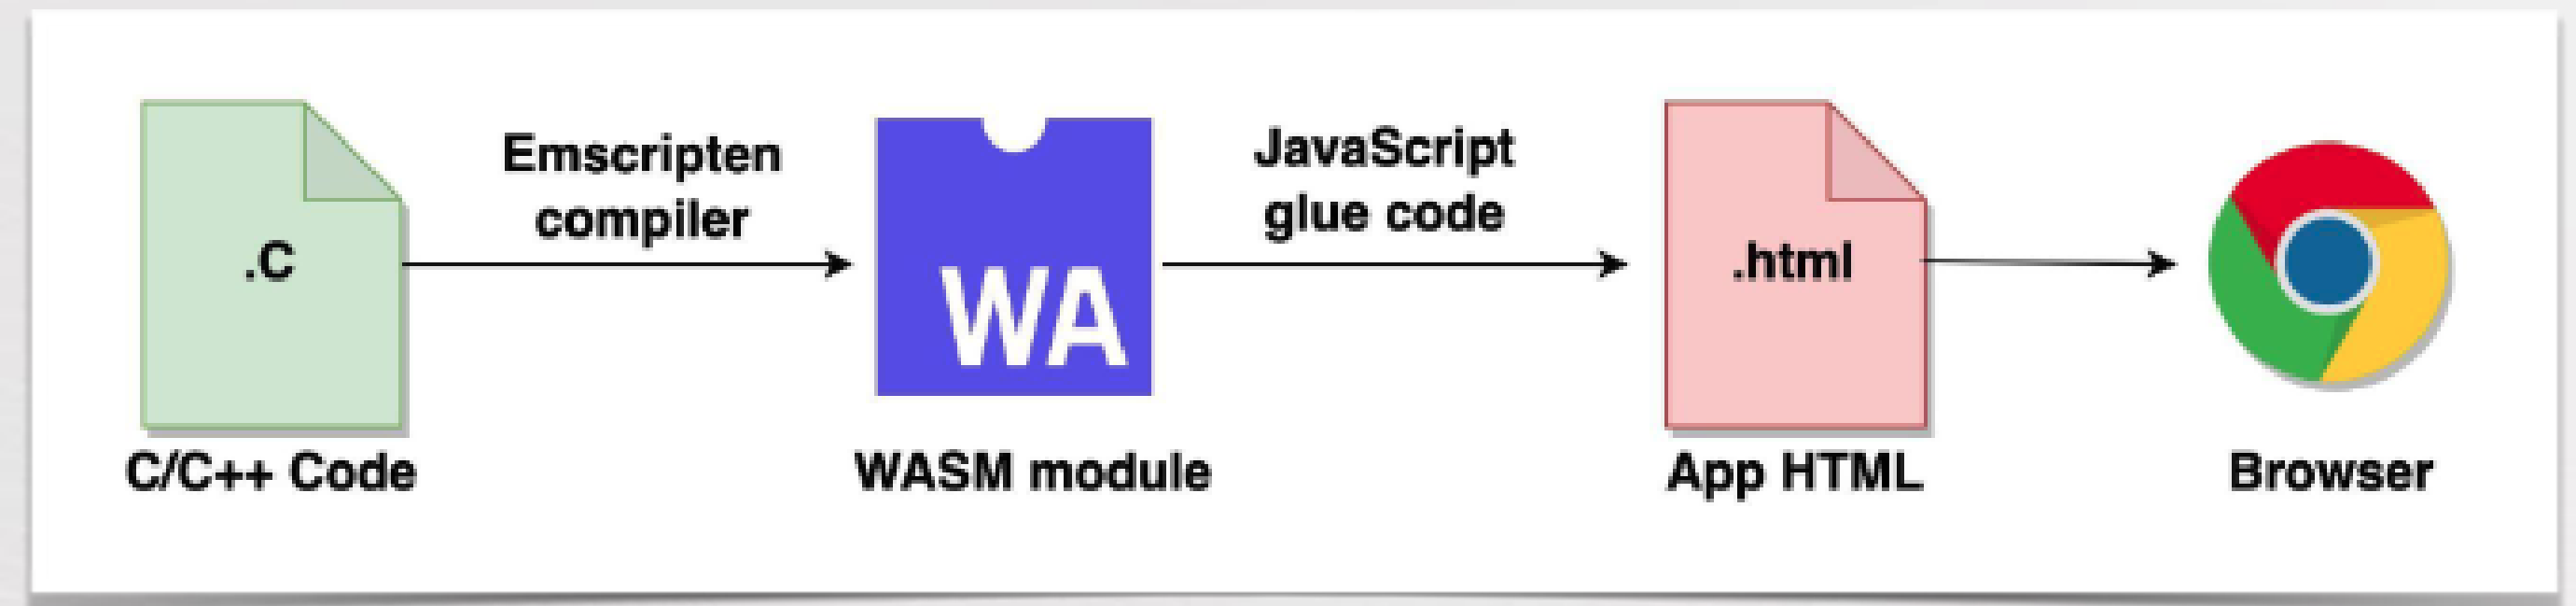 .C
C/C++ Code
Emscripten
compiler
WA
WASM module
JavaScript
glue code
.html
App HTML
Browser